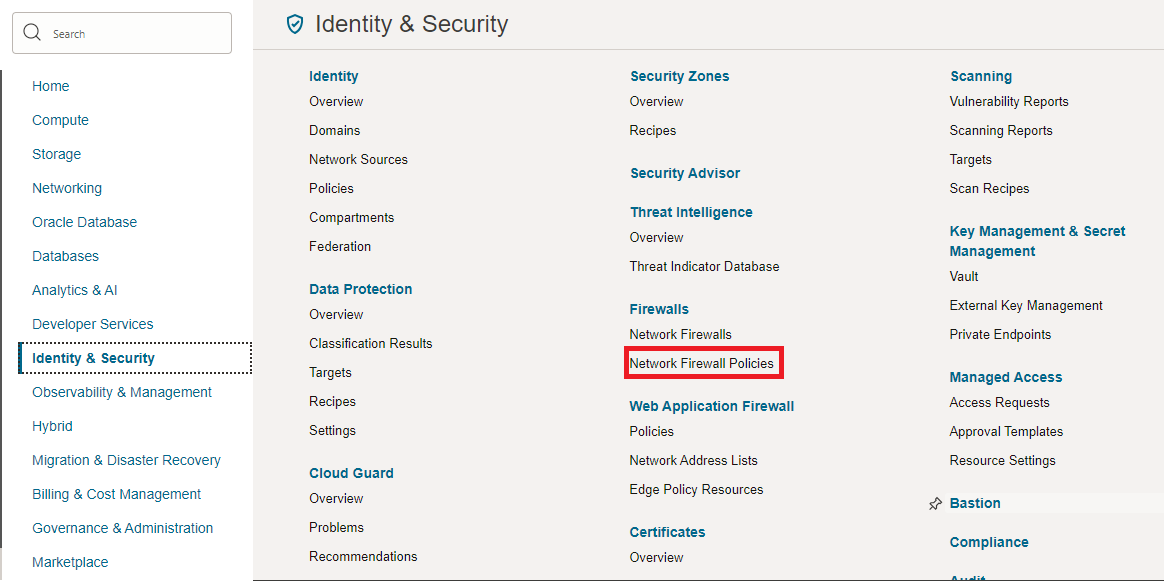 Search
Home
Compute
Storage
Networking
Oracle Database
Databases
Analytics & AI
Developer Services
Identity & Security
Observability & Management
Hybrid
Migration & Disaster Recovery
Billing & Cost Management
Governance & Administration
Marketplace
Identity & Security
Identity
Overview
Domains
Network Sources
Policies
Compartments
Federation
Data Protection
Overview
Classification Results
Targets
Recipes
Settings
Cloud Guard
Overview
Problems
Recommendations
Security Zones
Overview
Recipes
Security Advisor
Threat Intelligence
Overview
Threat Indicator Database
Firewalls
Network Firewalls
Network Firewall Policies
Web Application Firewall
Policies
Network Address Lists
Edge Policy Resources
Certificates
Overview
Scanning
Vulnerability Reports
Scanning Reports
Targets
Scan Recipes
Key Management & Secret
Management
Vault
External Key Management
Private Endpoints
Managed Access
Access Requests
Approval Templates
Resource Settings
Bastion
Compliance
Audit